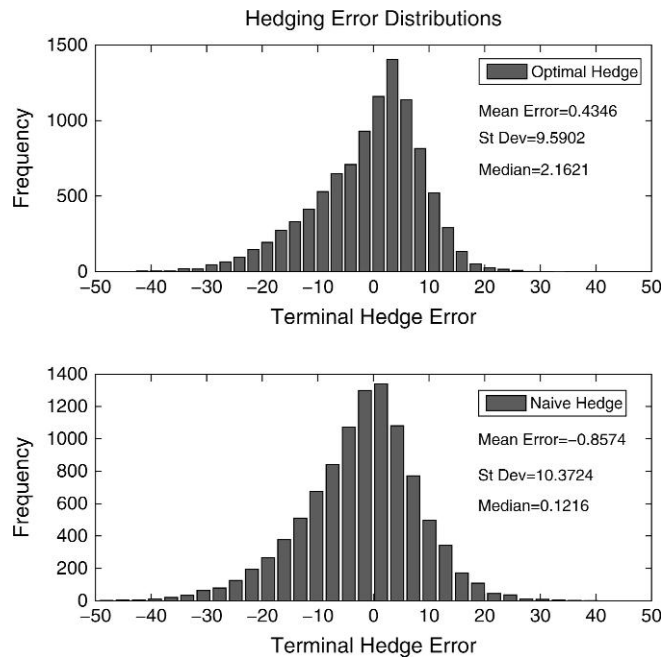 Hedging Error Distributions
1500
1000
500
0
Frequency
Optimal Hedge
Mean Error=0.4346
St Dev=9.5902
Median=2.1621
−50 −40 −30 −20 −10 0 10 20 30 40 50
Terminal Hedge Error
1400
1200
1000
800
600
400
200
0
Frequency
Naive Hedge
Mean Error=−0.8574
St Dev=10.3724
Median=0.1216
−50 −40 −30 −20 −10 0 10 20 30 40 50
Terminal Hedge Error